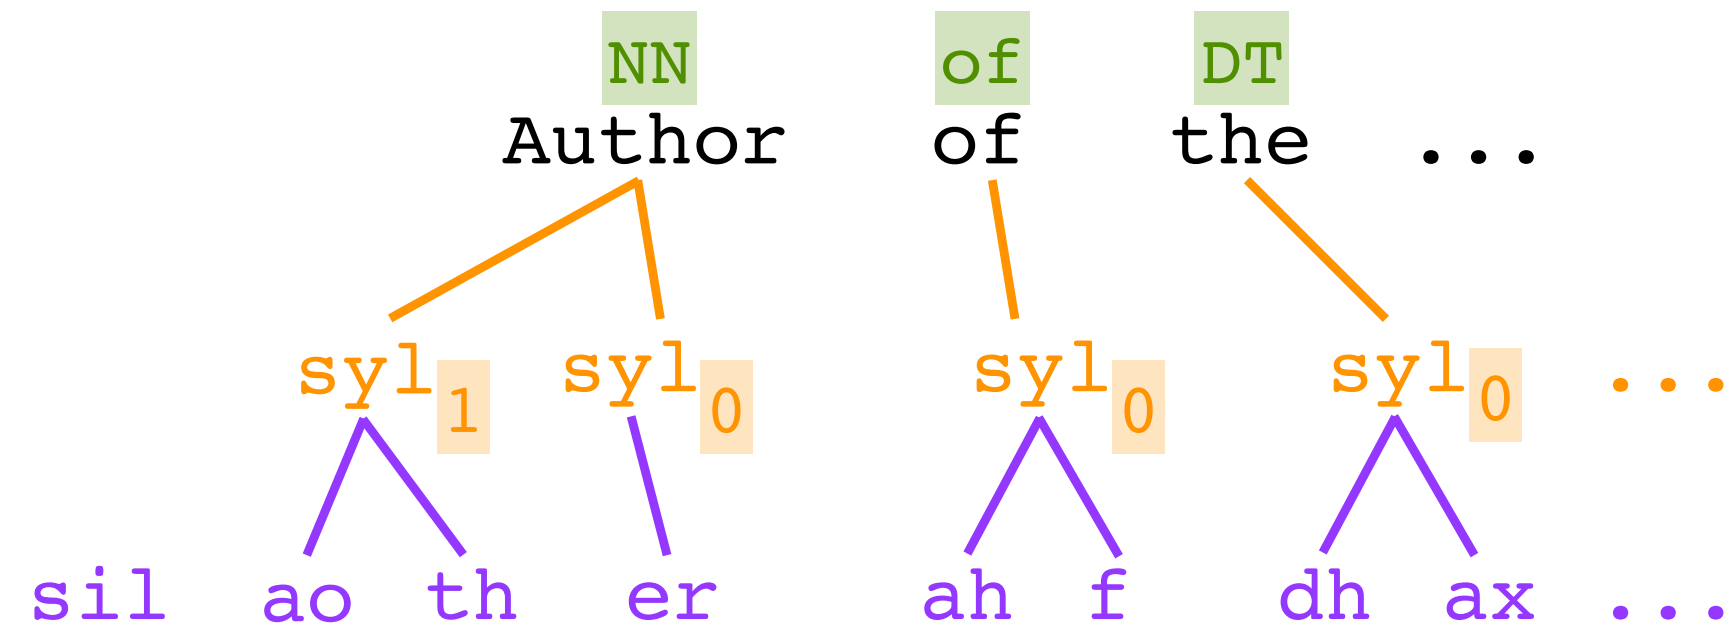 NN of DT
Author of the ...
syl1 syl0 syl0 syl0 ...
sil ao th er ah f dh ax ...